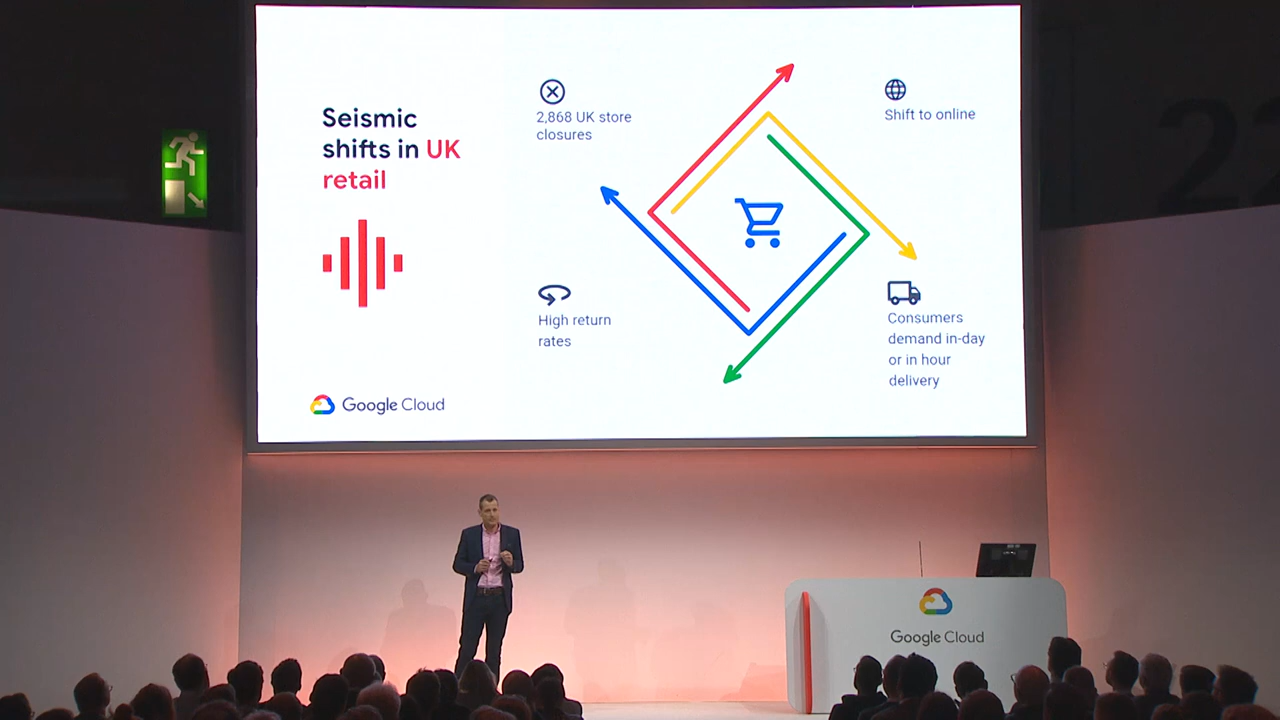 Seismic
shifts in UK
retail
2,868 UK store
closures
Shift to online
High return
rates
Consumers
demand in-day
or in hour
delivery
Google Cloud
Google Cloud